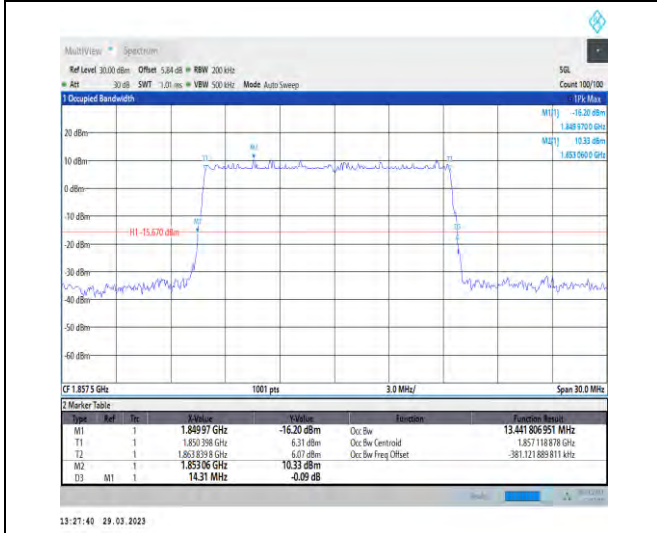 MultiView Spectrum
Ref Level 30.00 dBm Offset 5.84 dB RBW 200 kHz SGL
Att 30 dB SWT 1.01 ms VBW 500 kHz Mode Auto Sweep Count 100/100
1 Occupied Bandwidth 1Pk Max
M1[1] -16.20 dBm
1.849 970 0 GHz
20 dBm
10.33 dBm
1.853 060 0 GHz
M2
10 dBm
T1
0 dBm
-10 dBm
H1 -15.670 dBm
D3
-20 dBm
-30 dBm
-40 dBm
-50 dBm
-60 dBm
CF 1.857 5 GHz 1001 pts 3.0 MHz/ Span 30.0 MHz
2 Marker Table
Type Ref Trc X-Value Y-Value Function Function Result
M1 1 1.849 97 GHz -16.20 dBm Occ Bw 13.441 806 951 MHz
T1 1 1.850 398 GHz 6.31 dBm Occ Bw Centroid 1.857 118 878 GHz
T2 1 1.863 839 8 GHz 6.07 dBm Occ Bw Freq Offset -381.121 889 811 kHz
M2 1 1.853 06 GHz 10.33 dBm
D3 M1 1 14.31 MHz -0.09 dB
13:27:40 29.03.2023